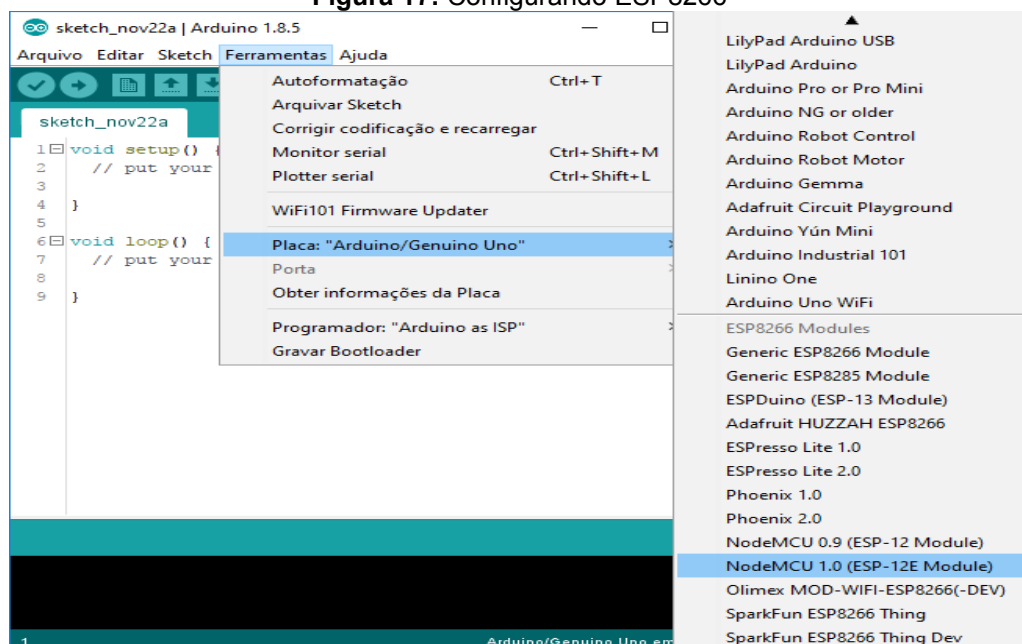 Figura 17: Configurando ESP8266
sketch_nov22a | Arduino 1.8.5
Arquivo Editar Sketch Ferramentas Ajuda
sketch_nov22a
1 void setup() {
2 // put your
3
4 }
5
6 void loop() {
7 // put your
8
9 }
Autoformatação Ctrl+T
Arquivar Sketch
Corrigir codificação e recarregar
Monitor serial Ctrl+Shift+M
Plotter serial Ctrl+Shift+L
WiFi101 Firmware Updater
Placa: "Arduino/Genuino Uno"
Porta
Obter informações da Placa
Programador: "Arduino as ISP"
Gravar Bootloader
LilyPad Arduino USB
LilyPad Arduino
Arduino Pro or Pro Mini
Arduino NG or older
Arduino Robot Control
Arduino Robot Motor
Arduino Gemma
Adafruit Circuit Playground
Arduino Yún Mini
Arduino Industrial 101
Linino One
Arduino Uno WiFi
ESP8266 Modules
Generic ESP8266 Module
Generic ESP8285 Module
ESPDuino (ESP-13 Module)
Adafruit HUZZAH ESP8266
ESPresso Lite 1.0
ESPresso Lite 2.0
Phoenix 1.0
Phoenix 2.0
NodeMCU 0.9 (ESP-12 Module)
NodeMCU 1.0 (ESP-12E Module)
Olimex MOD-WIFI-ESP8266(-DEV)
SparkFun ESP8266 Thing
SparkFun ESP8266 Thing Dev
1 Arduino/Genuino Uno em